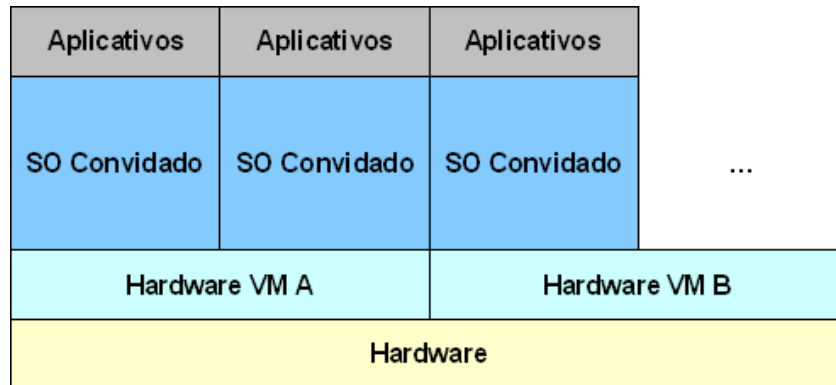 Aplicativos Aplicativos Aplicativos
SO Convidado SO Convidado SO Convidado ...
Hardware VM A Hardware VM B
Hardware